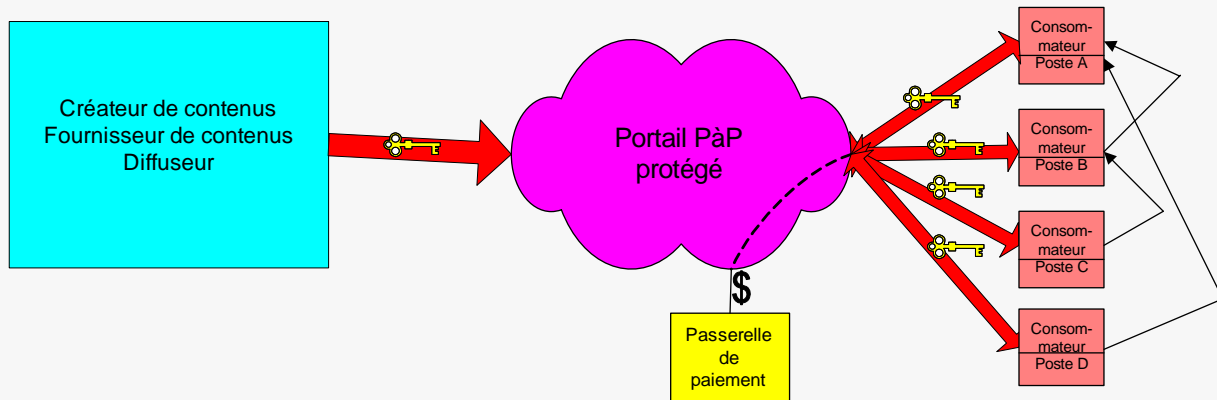 Créateur de contenus
Fournisseur de contenus
Diffuseur
Portail PàP
protégé
$
Passerelle
de
paiement
Consom-
mateur
Poste A
Consom-
mateur
Poste B
Consom-
mateur
Poste C
Consom-
mateur
Poste D